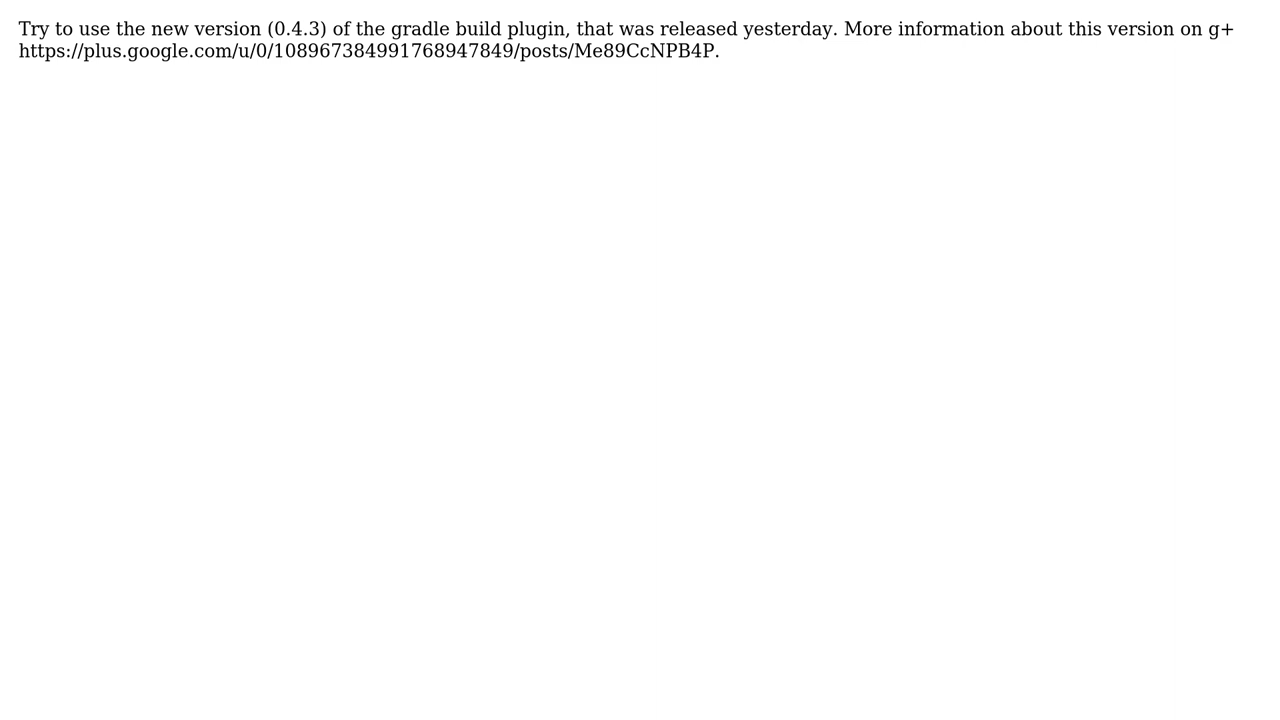 Try to use the new version (0.4.3) of the gradle build plugin, that was released yesterday. More information about this version on g+
https://plus.google.com/u/0/108967384991768947849/posts/Me89CcNPB4P.